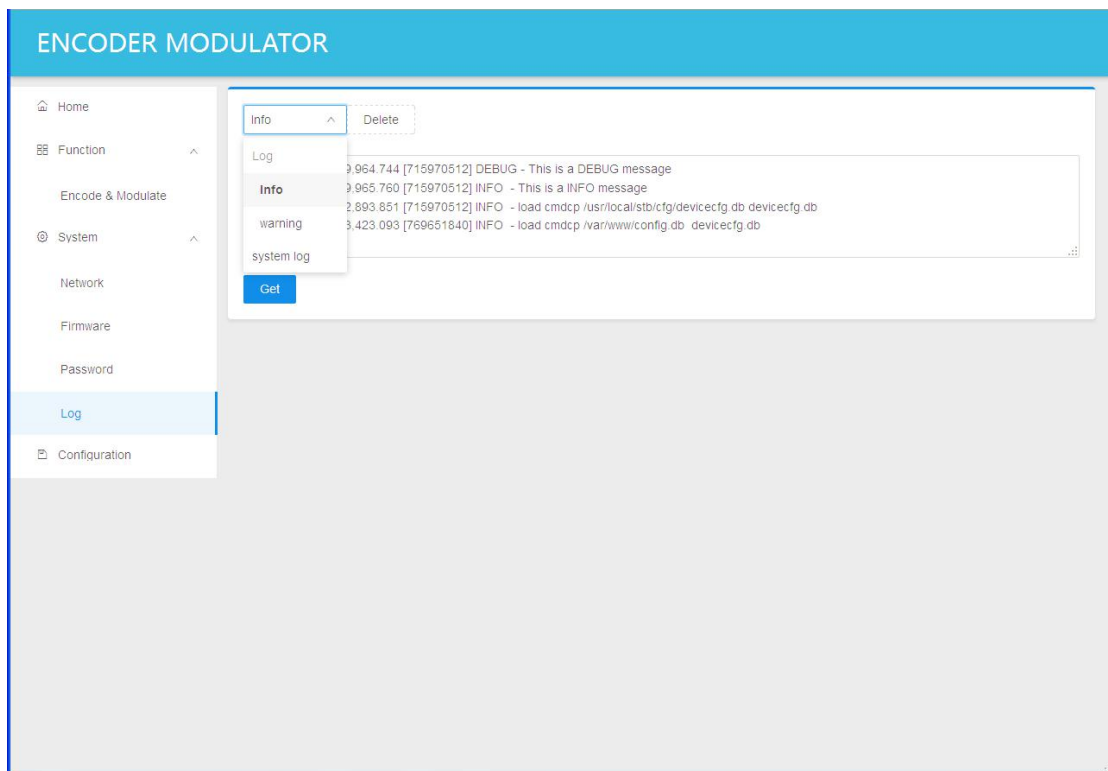 ENCODER MODULATOR
Home
Function
Encode & Modulate
System
Network
Firmware
Password
Log
Configuration
Info
Delete
Log
Info
warning
system log
9,964.744 [715970512] DEBUG - This is a DEBUG message
9,965.760 [715970512] INFO - This is a INFO message
2,893.851 [715970512] INFO - load cmdcp /usr/local/stb/cfg/devicecfg.db devicecfg.db
3,423.093 [769651840] INFO - load cmdcp /var/www/config.db devicecfg.db
Get